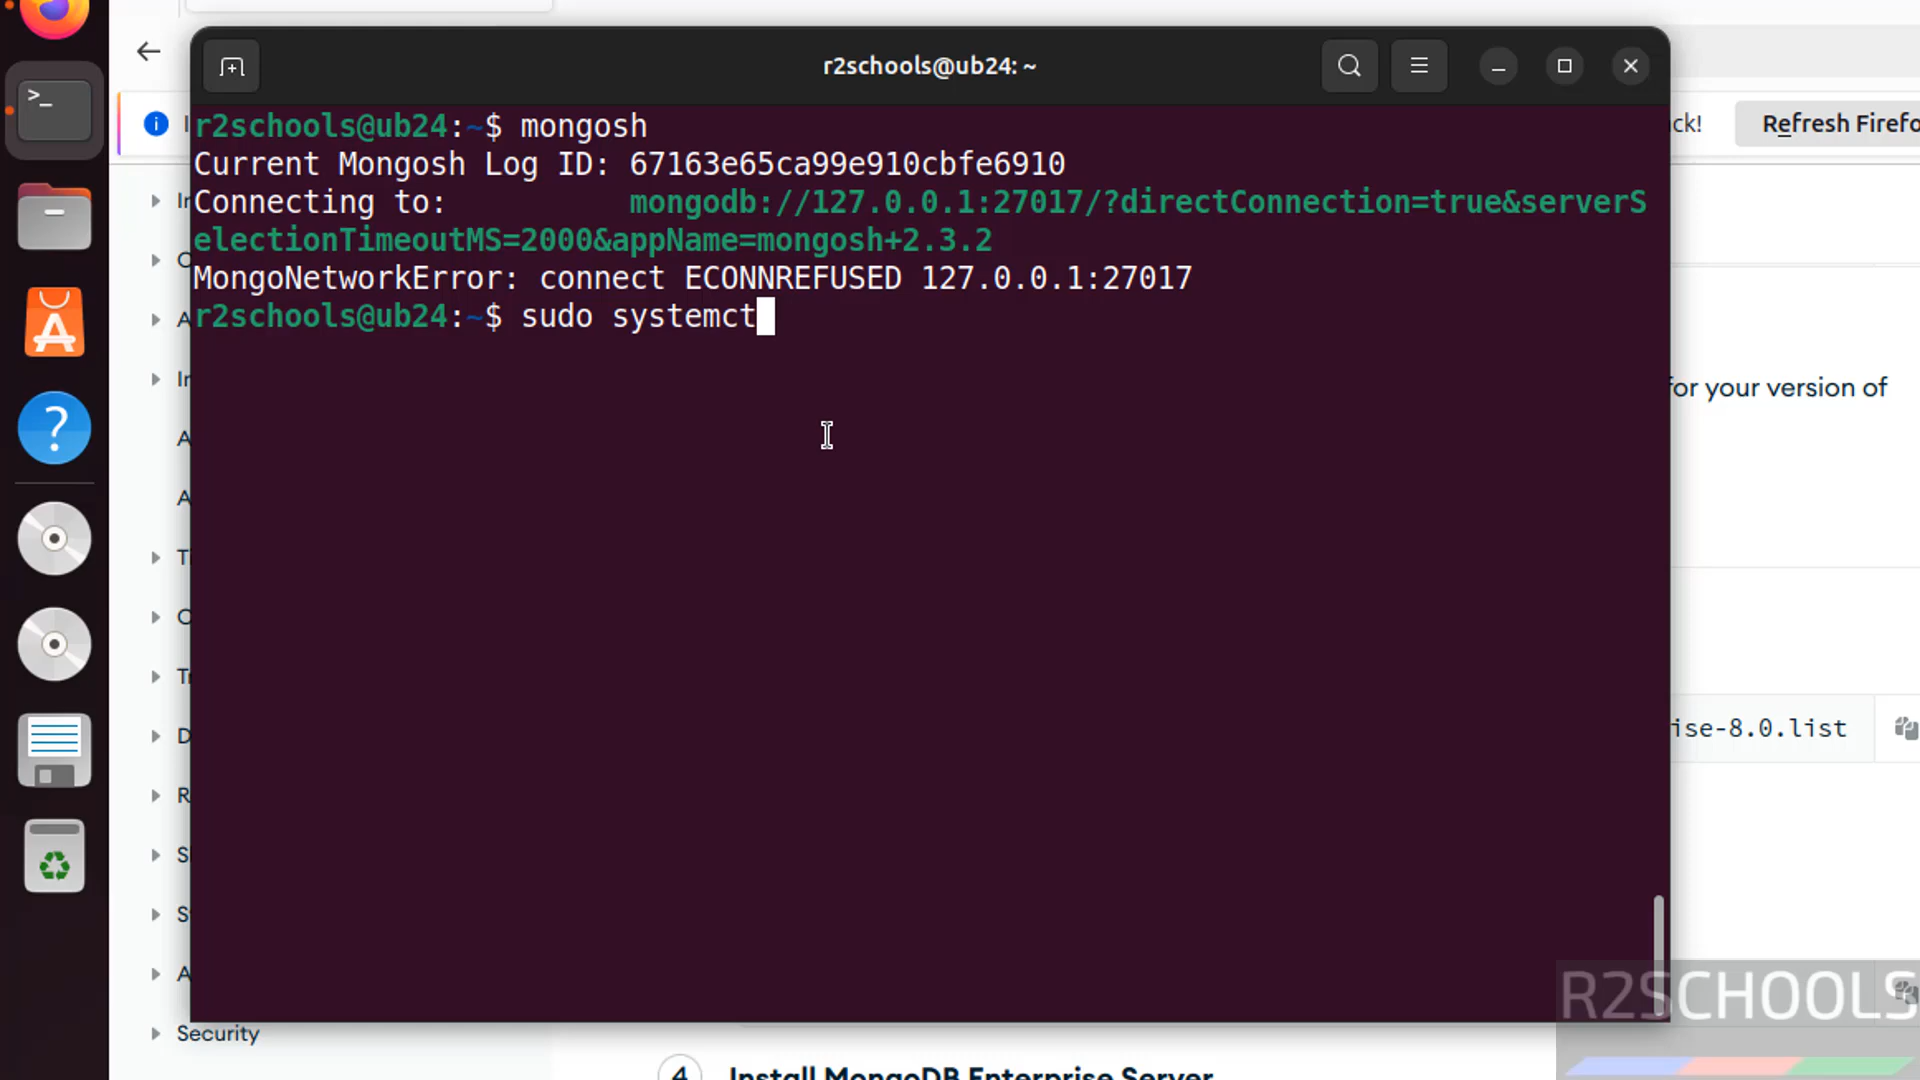 r2schools@ub24: ~
r2schools@ub24:~$ mongosh
Current Mongosh Log ID: 67163e65ca99e910cbfe6910
Connecting to: mongodb://127.0.0.1:27017/?directConnection=true&serverS
electionTimeoutMS=2000&appName=mongosh+2.3.2
MongoNetworkError: connect ECONNREFUSED 127.0.0.1:27017
r2schools@ub24:~$ sudo systemct
ck!
Refresh Firefo
for your version of
ise-8.0.list
Security
4 Install MongoDB Enterprise Server
R2SCHOOLS